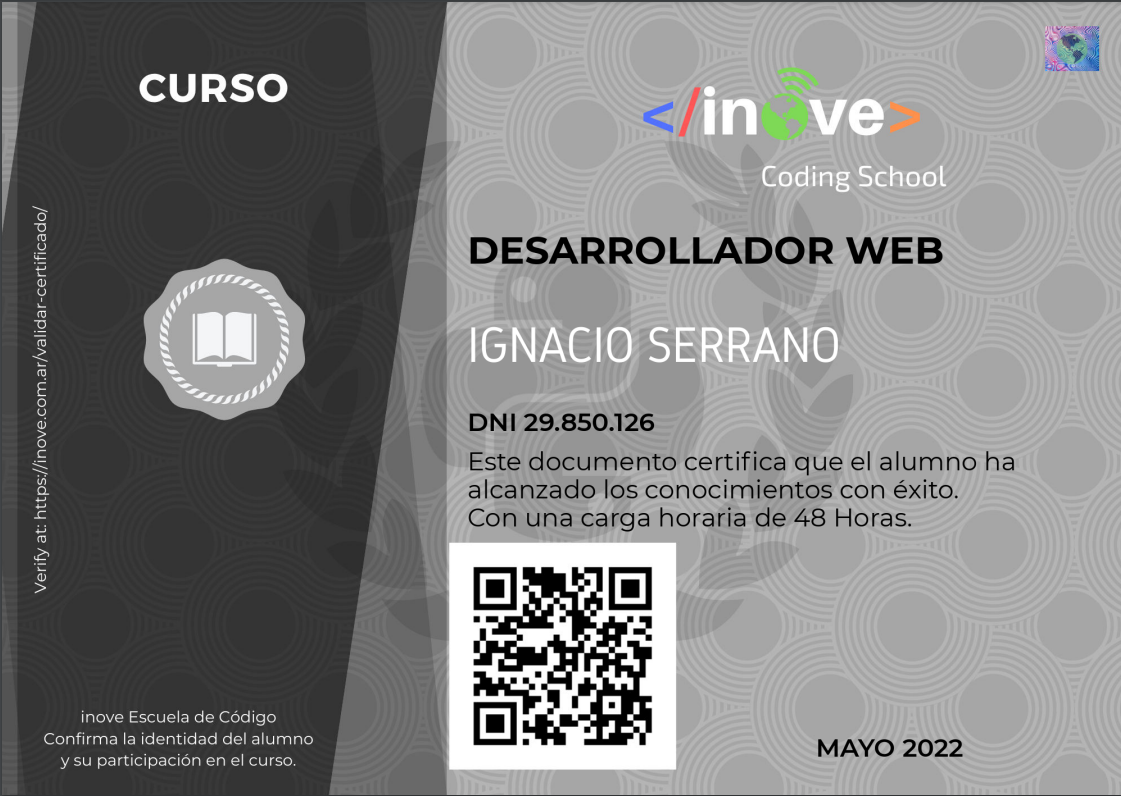 CURSO
Verify at: https://inove.com.ar/validar-certificado/
inove Escuela de Código
Confirma la identidad del alumno
y su participación en el curso.
</inove>
Coding School
DESARROLLADOR WEB
IGNACIO SERRANO
DNI 29.850.126
Este documento certifica que el alumno ha
alcanzado los conocimientos con éxito.
Con una carga horaria de 48 Horas.
MAYO 2022